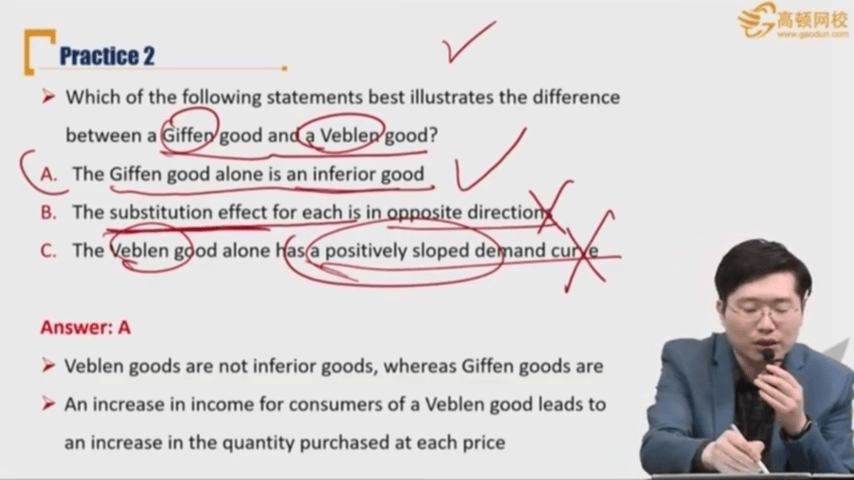 高顿网校
www.gaodun.com
Practice 2
Which of the following statements best illustrates the difference
between a Giffen good and a Veblen good?
A. The Giffen good alone is an inferior good
B. The substitution effect for each is in opposite directions
C. The Veblen good alone has a positively sloped demand curve
Answer: A
Veblen goods are not inferior goods, whereas Giffen goods are
An increase in income for consumers of a Veblen good leads to
an increase in the quantity purchased at each price